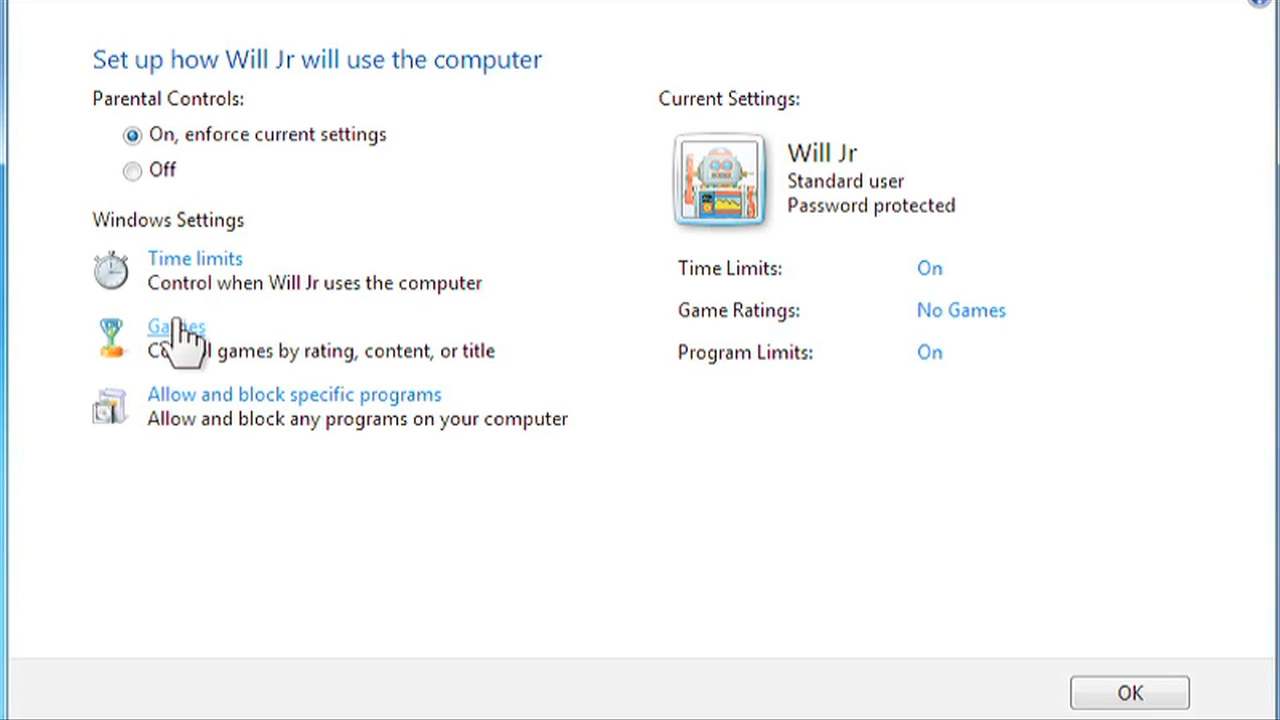 Set up how Will Jr will use the computer
Parental Controls:
On, enforce current settings
Off
Windows Settings
Time limits
Control when Will Jr uses the computer
Games
games by rating, content, or title
Allow and block specific programs
Allow and block any programs on your computer
Current Settings:
Will Jr
Standard user
Password protected
Time Limits: On
Game Ratings: No Games
Program Limits: On
OK